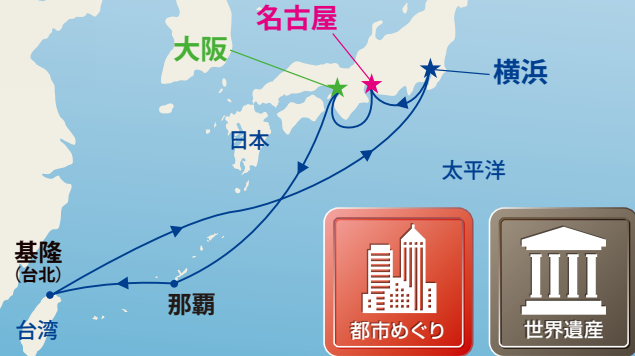 名古屋
大阪
横浜
日本
太平洋
基隆
(台北)
那覇
台湾
都市めぐり
世界遺産